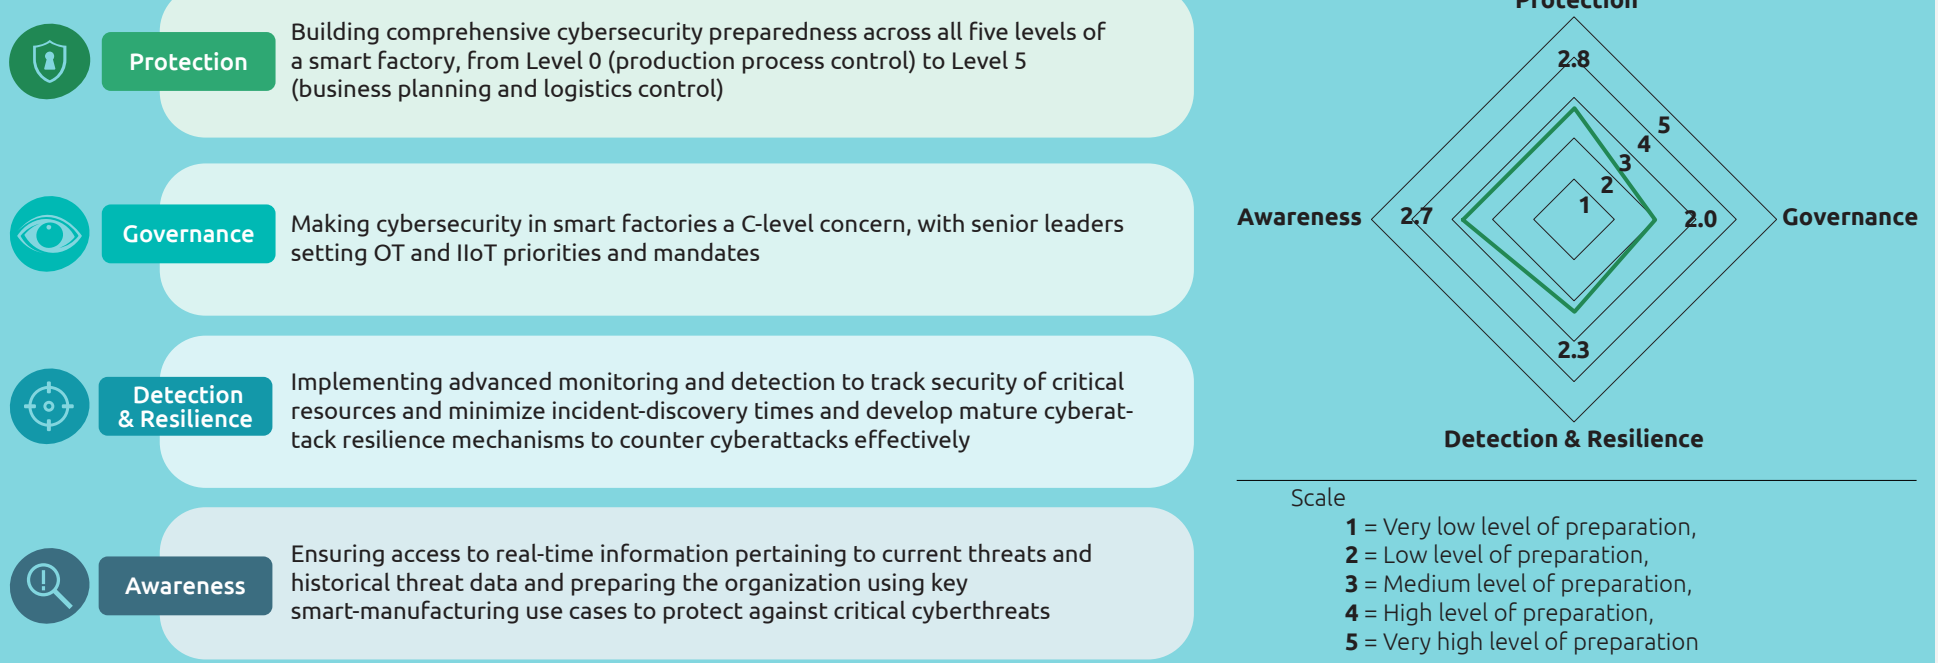 Protection
Building comprehensive cybersecurity preparedness across all five levels of
a smart factory, from Level 0 (production process control) to Level 5
(business planning and logistics control)
Governance
Making cybersecurity in smart factories a C-level concern, with senior leaders
setting OT and IIoT priorities and mandates
Detection
& Resilience
Implementing advanced monitoring and detection to track security of critical
resources and minimize incident-discovery times and develop mature cyberat-
tack resilience mechanisms to counter cyberattacks effectively
Awareness
Ensuring access to real-time information pertaining to current threats and
historical threat data and preparing the organization using key
smart-manufacturing use cases to protect against critical cyberthreats
Protection
2.8
5
4
3
2
1
Awareness
2.7
2.0
Governance
2.3
Detection & Resilience
Scale
1 = Very low level of preparation,
2 = Low level of preparation,
3 = Medium level of preparation,
4 = High level of preparation,
5 = Very high level of preparation